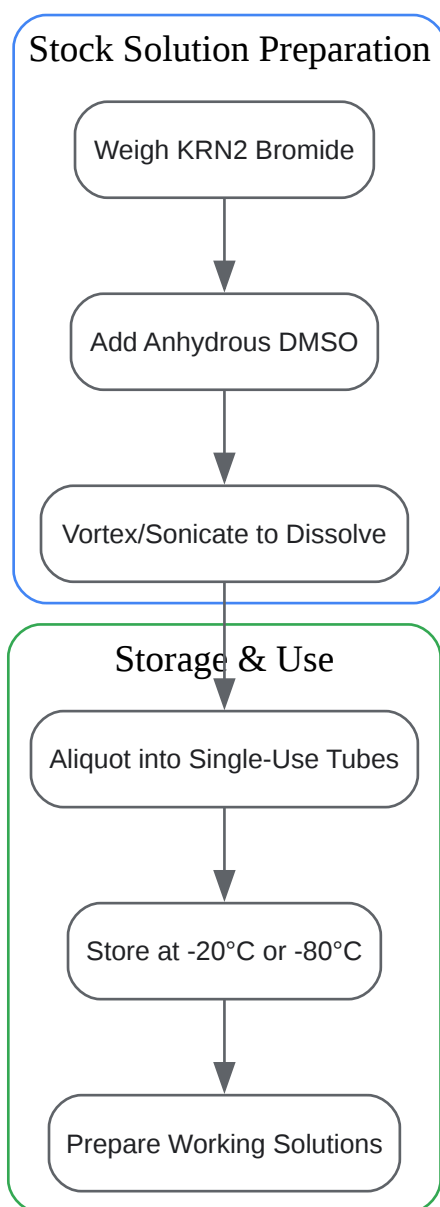 Stock Solution Preparation
Weigh KRN2 Bromide
Add Anhydrous DMSO
Vortex/Sonicate to Dissolve
Storage & Use
Aliquot into Single-Use Tubes
Store at -20°C or -80°C
Prepare Working Solutions